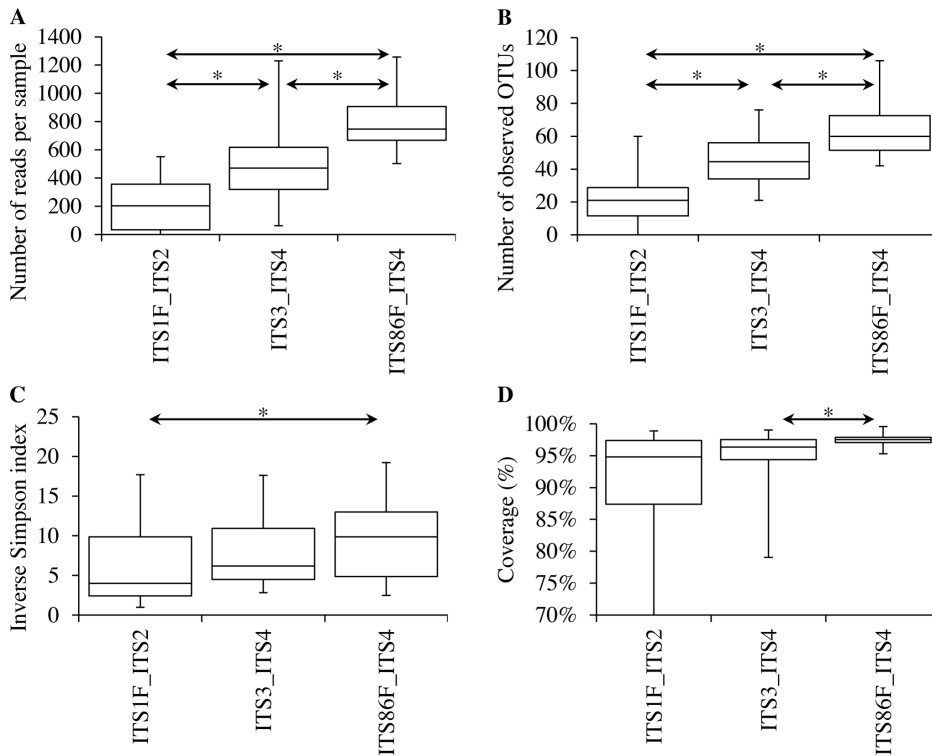 A
Number of reads per sample
1400
1200
1000
800
600
400
200
0
*
*
*
ITS1F_ITS2
ITS3_ITS4
ITS86F_ITS4
B
Number of observed OTUs
120
100
80
60
40
20
0
*
*
*
ITS1F_ITS2
ITS3_ITS4
ITS86F_ITS4
C
Inverse Simpson index
25
20
15
10
5
0
*
ITS1F_ITS2
ITS3_ITS4
ITS86F_ITS4
D
Coverage (%)
100%
95%
90%
85%
80%
75%
70%
*
ITS1F_ITS2
ITS3_ITS4
ITS86F_ITS4